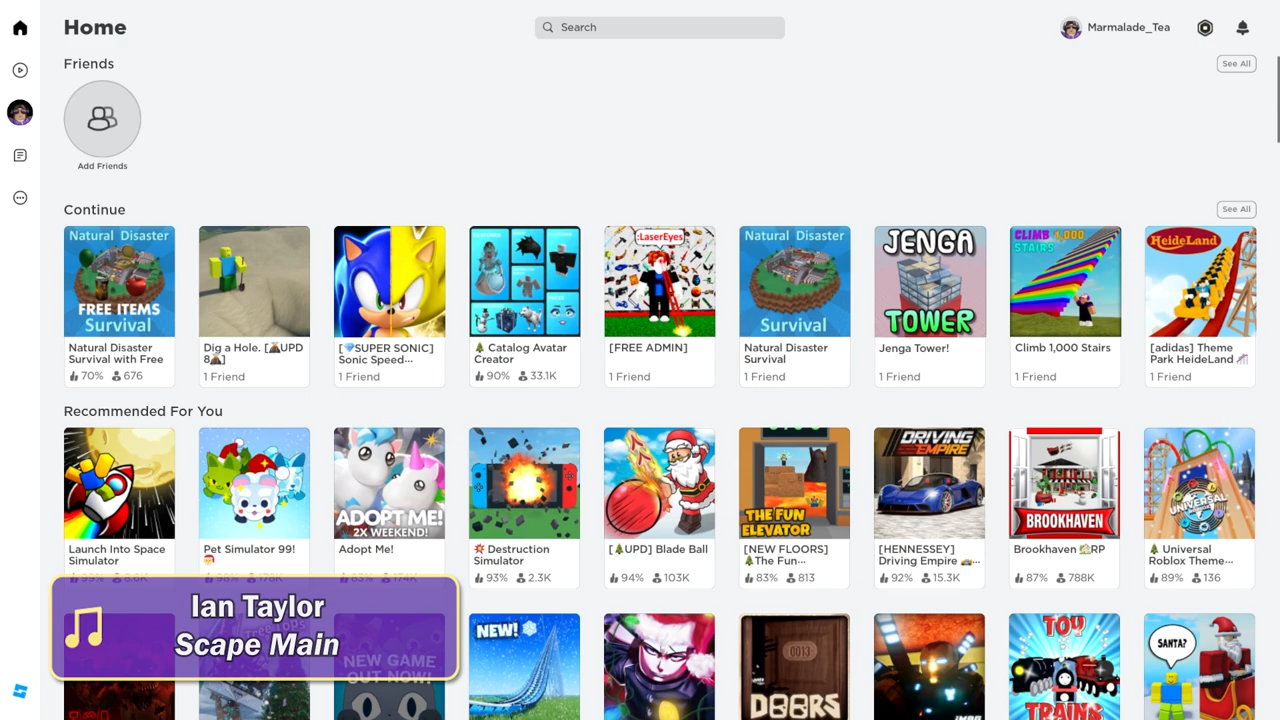 Home
Search
Marmalade_Tea
Friends
See All
Add Friends
Continue
See All
Natural Disaster
FREE ITEMS
Survival
:LaserEyes
Natural Disaster
Survival
JENGA
TOWER
CLIMB 1,000
STAIRS
HEIDELAND
Natural Disaster
Survival with Free
70% 676
Dig a Hole. [🌋UPD
8🌋]
1 Friend
[💎SUPER SONIC]
Sonic Speed···
1 Friend
🎄 Catalog Avatar
Creator
90% 33.1K
[FREE ADMIN]
1 Friend
Natural Disaster
Survival
1 Friend
Jenga Tower!
1 Friend
Climb 1,000 Stairs
1 Friend
[adidas] Theme
Park HeideLand 🎢
1 Friend
Recommended For You
ADOPT ME!
2X WEEKEND!
THE FUN
ELEVATOR
DRIVING
EMPIRE
BROOKHAVEN
UNIVERSAL
Launch Into Space
Simulator
Pet Simulator 99!
🎅
Adopt Me!
💥 Destruction
Simulator
93% 2.3K
[🎄UPD] Blade Ball
94% 103K
[NEW FLOORS]
🎄The Fun···
83% 813
[HENNESSEY]
Driving Empire 🚓···
92% 15.3K
Brookhaven 🏡RP
87% 788K
🎄 Universal
Roblox Theme···
89% 136
Ian Taylor
Scape Main
NEW GAME
OUT NOW!
NEW!
0013
DOORS
TOY
TRAINS
SANTA?